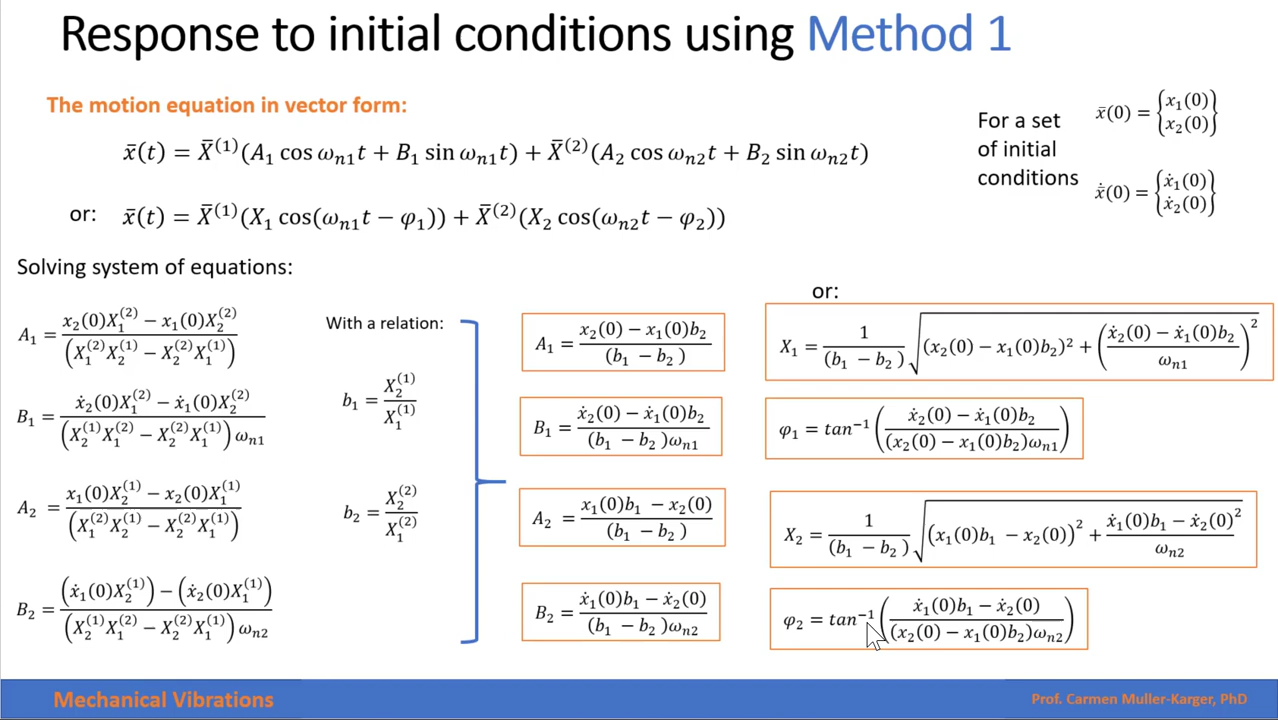 Response to initial conditions using Method 1
The motion equation in vector form:
x̄(t) = X̄⁽¹⁾(A₁ cos ωₙ₁t + B₁ sin ωₙ₁t) + X̄⁽²⁾(A₂ cos ωₙ₂t + B₂ sin ωₙ₂t)
or: x̄(t) = X̄⁽¹⁾(X₁ cos(ωₙ₁t − φ₁)) + X̄⁽²⁾(X₂ cos(ωₙ₂t − φ₂))
For a set
of initial
conditions
x̄(0) = {x₁(0) x₂(0)}
ẋ̄(0) = {ẋ₁(0) ẋ₂(0)}
Solving system of equations:
A₁ = (x₂(0)X₁⁽²⁾ − x₁(0)X₂⁽²⁾) / (X₁⁽²⁾X₂⁽¹⁾ − X₂⁽²⁾X₁⁽¹⁾)
B₁ = (ẋ₂(0)X₁⁽²⁾ − ẋ₁(0)X₂⁽²⁾) / ((X₂⁽¹⁾X₁⁽²⁾ − X₂⁽²⁾X₁⁽¹⁾)ωₙ₁)
A₂ = (x₁(0)X₂⁽¹⁾ − x₂(0)X₁⁽¹⁾) / (X₁⁽²⁾X₂⁽¹⁾ − X₂⁽²⁾X₁⁽¹⁾)
B₂ = ((ẋ₁(0)X₂⁽¹⁾) − (ẋ₂(0)X₁⁽¹⁾)) / ((X₂⁽¹⁾X₁⁽²⁾ − X₂⁽²⁾X₁⁽¹⁾)ωₙ₂)
With a relation:
b₁ = X₂⁽¹⁾ / X₁⁽¹⁾
b₂ = X₂⁽²⁾ / X₁⁽²⁾
A₁ = (x₂(0) − x₁(0)b₂) / (b₁ − b₂)
B₁ = (ẋ₂(0) − ẋ₁(0)b₂) / ((b₁ − b₂)ωₙ₁)
A₂ = (x₁(0)b₁ − x₂(0)) / (b₁ − b₂)
B₂ = (ẋ₁(0)b₁ − ẋ₂(0)) / ((b₁ − b₂)ωₙ₂)
or:
X₁ = 1/(b₁ − b₂) √((x₂(0) − x₁(0)b₂)² + ((ẋ₂(0) − ẋ₁(0)b₂)/ωₙ₁)²)
φ₁ = tan⁻¹((ẋ₂(0) − ẋ₁(0)b₂) / ((x₂(0) − x₁(0)b₂)ωₙ₁))
X₂ = 1/(b₁ − b₂) √((x₁(0)b₁ − x₂(0))² + (ẋ₁(0)b₁ − ẋ₂(0)²)/ωₙ₂)
φ₂ = tan⁻¹((ẋ₁(0)b₁ − ẋ₂(0)) / ((x₂(0) − x₁(0)b₂)ωₙ₂))
Mechanical Vibrations
Prof. Carmen Muller-Karger, PhD